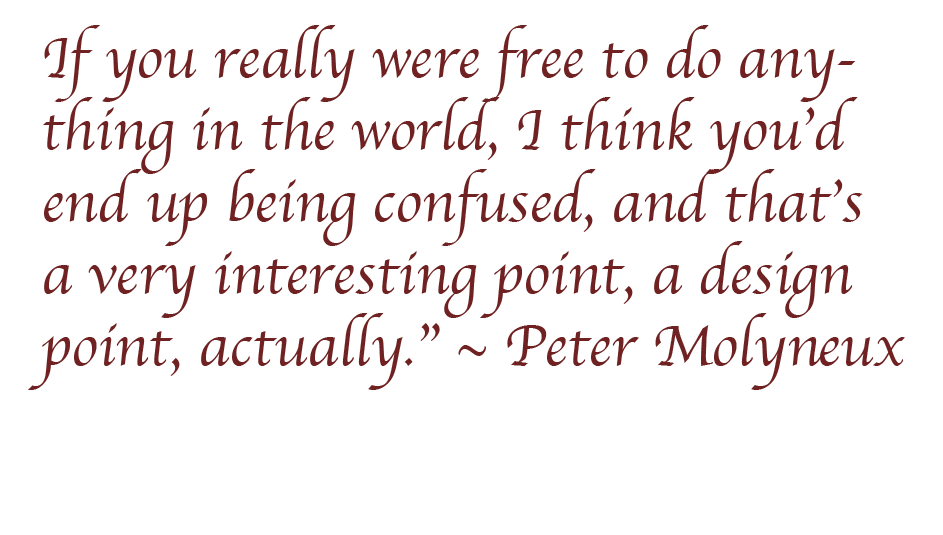 If you really were free to do any-
thing in the world, I think you'd
end up being confused, and that's
a very interesting point, a design
point, actually." ~ Peter Molyneux